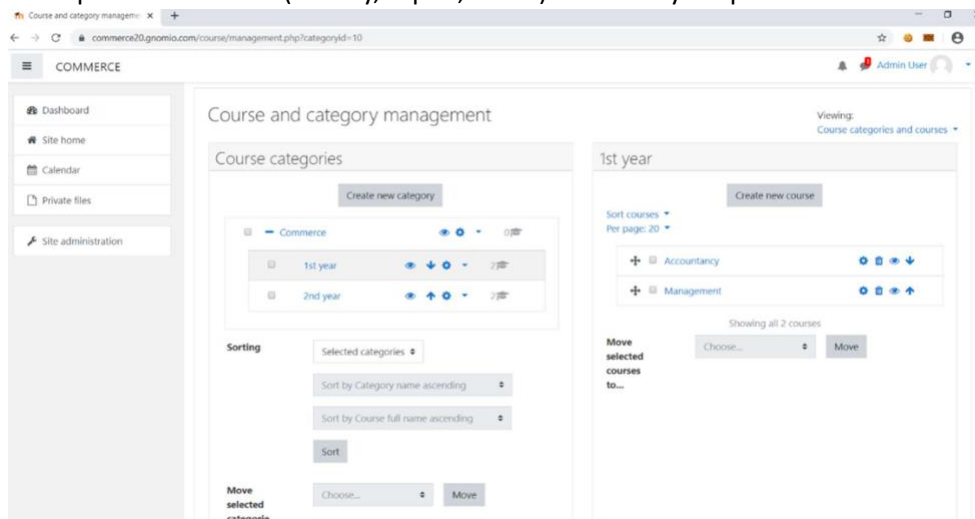 Course and category manageme
commerce20.gnomio.com/course/management.php?categoryid=10
COMMERCE
Admin User
Dashboard
Site home
Calendar
Private files
Site administration
Course and category management
Viewing:
Course categories and courses
Course categories
Create new category
Commerce 0
1st year 2
2nd year 2
Sorting
Selected categories
Sort by Category name ascending
Sort by Course full name ascending
Sort
Move
selected
categorie
Choose...
Move
1st year
Create new course
Sort courses
Per page: 20
Accountancy
Management
Showing all 2 courses
Move
selected
courses
to...
Choose...
Move